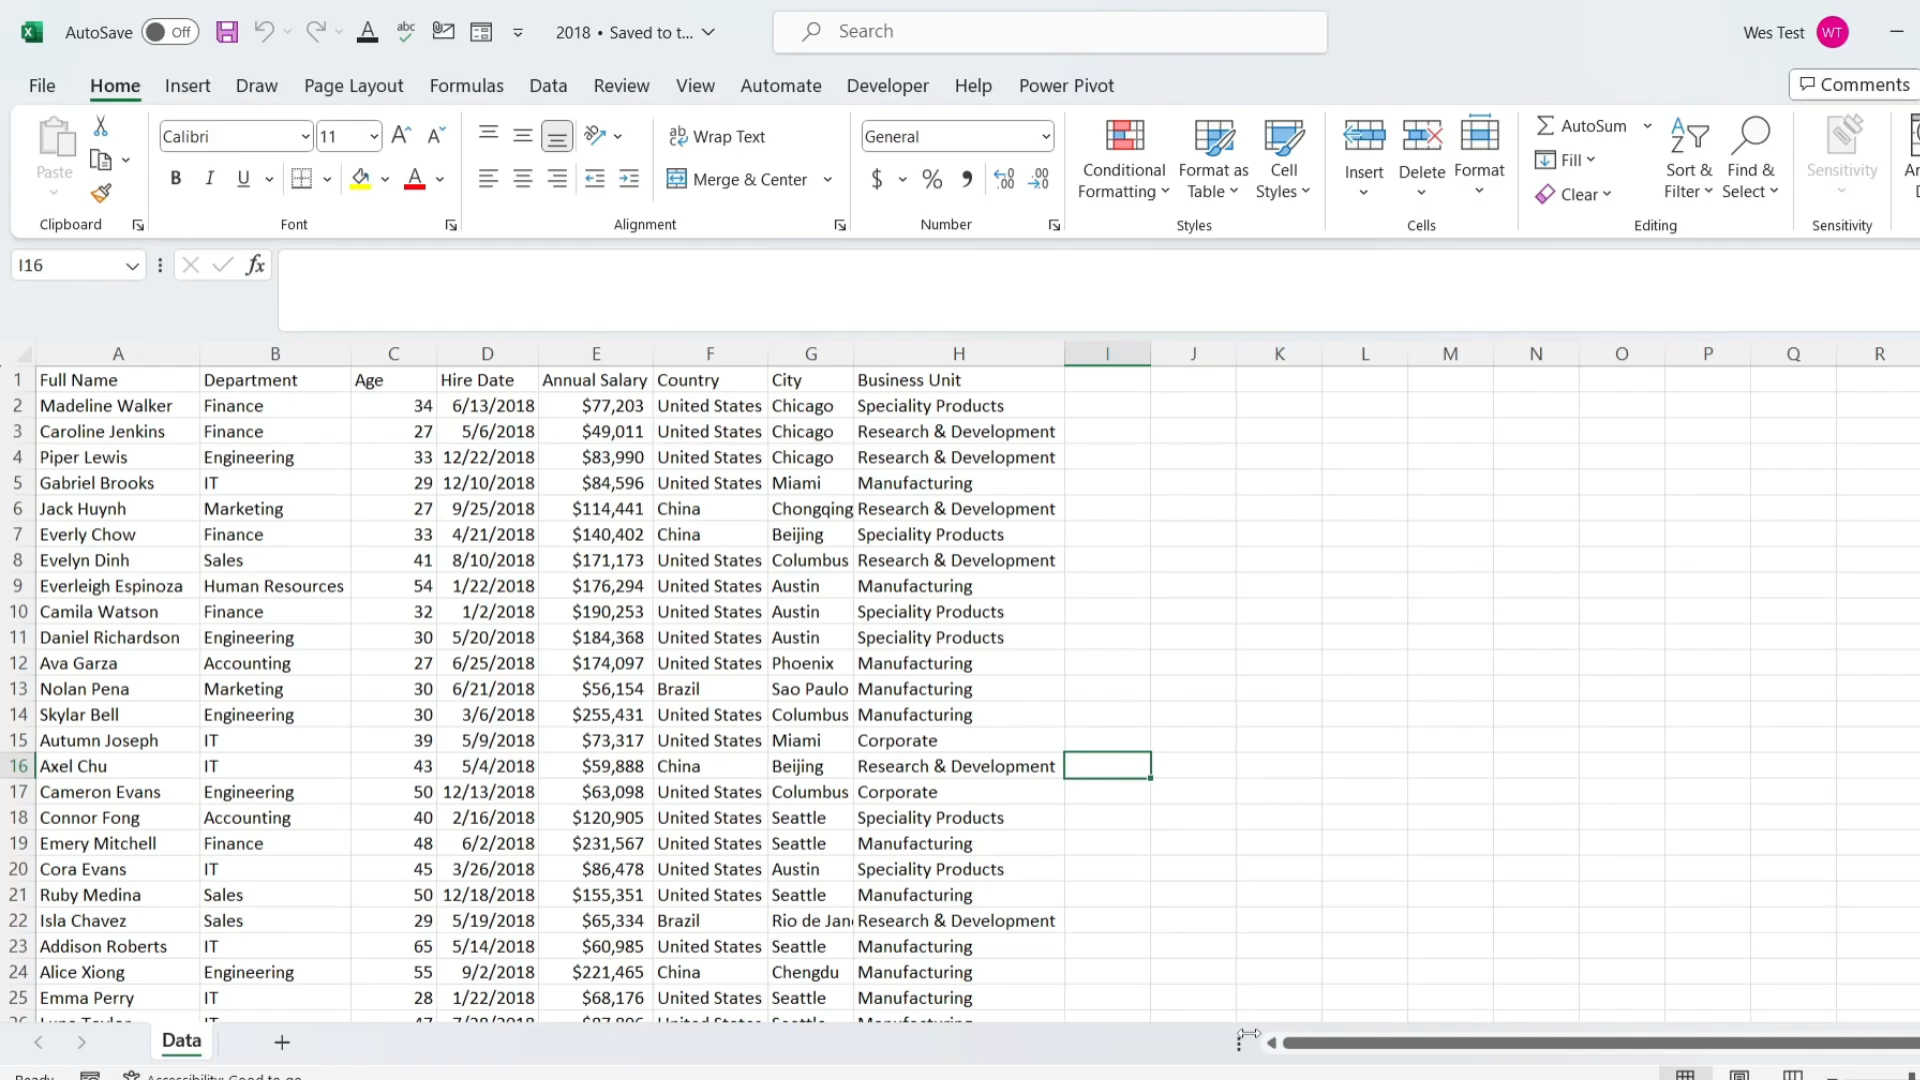 AutoSave Off abc 2018 • Saved to t... Search Wes Test WT
File Home Insert Draw Page Layout Formulas Data Review View Automate Developer Help Power Pivot Comments
Paste Calibri 11 A A ab Wrap Text General Conditional Formatting Format as Table Cell Styles Insert Delete Format AutoSum Fill Clear Sort & Filter Find & Select Sensitivity
B I U A Merge & Center $ % 9
Clipboard Font Alignment Number Styles Cells Editing Sensitivity
I16 fx
A B C D E F G H I J K L M N O P Q R
1 Full Name Department Age Hire Date Annual Salary Country City Business Unit
2 Madeline Walker Finance 34 6/13/2018 $77,203 United States Chicago Speciality Products
3 Caroline Jenkins Finance 27 5/6/2018 $49,011 United States Chicago Research & Development
4 Piper Lewis Engineering 33 12/22/2018 $83,990 United States Chicago Research & Development
5 Gabriel Brooks IT 29 12/10/2018 $84,596 United States Miami Manufacturing
6 Jack Huynh Marketing 27 9/25/2018 $114,441 China Chongqing Research & Development
7 Everly Chow Finance 33 4/21/2018 $140,402 China Beijing Speciality Products
8 Evelyn Dinh Sales 41 8/10/2018 $171,173 United States Columbus Research & Development
9 Everleigh Espinoza Human Resources 54 1/22/2018 $176,294 United States Austin Manufacturing
10 Camila Watson Finance 32 1/2/2018 $190,253 United States Austin Speciality Products
11 Daniel Richardson Engineering 30 5/20/2018 $184,368 United States Austin Speciality Products
12 Ava Garza Accounting 27 6/25/2018 $174,097 United States Phoenix Manufacturing
13 Nolan Pena Marketing 30 6/21/2018 $56,154 Brazil Sao Paulo Manufacturing
14 Skylar Bell Engineering 30 3/6/2018 $255,431 United States Columbus Manufacturing
15 Autumn Joseph IT 39 5/9/2018 $73,317 United States Miami Corporate
16 Axel Chu IT 43 5/4/2018 $59,888 China Beijing Research & Development
17 Cameron Evans Engineering 50 12/13/2018 $63,098 United States Columbus Corporate
18 Connor Fong Accounting 40 2/16/2018 $120,905 United States Seattle Speciality Products
19 Emery Mitchell Finance 48 6/2/2018 $231,567 United States Seattle Manufacturing
20 Cora Evans IT 45 3/26/2018 $86,478 United States Austin Speciality Products
21 Ruby Medina Sales 50 12/18/2018 $155,351 United States Seattle Manufacturing
22 Isla Chavez Sales 29 5/19/2018 $65,334 Brazil Rio de Jan Research & Development
23 Addison Roberts IT 65 5/14/2018 $60,985 United States Seattle Manufacturing
24 Alice Xiong Engineering 55 9/2/2018 $221,465 China Chengdu Manufacturing
25 Emma Perry IT 28 1/22/2018 $68,176 United States Seattle Manufacturing
Data
Ready Accessibility: Good to go